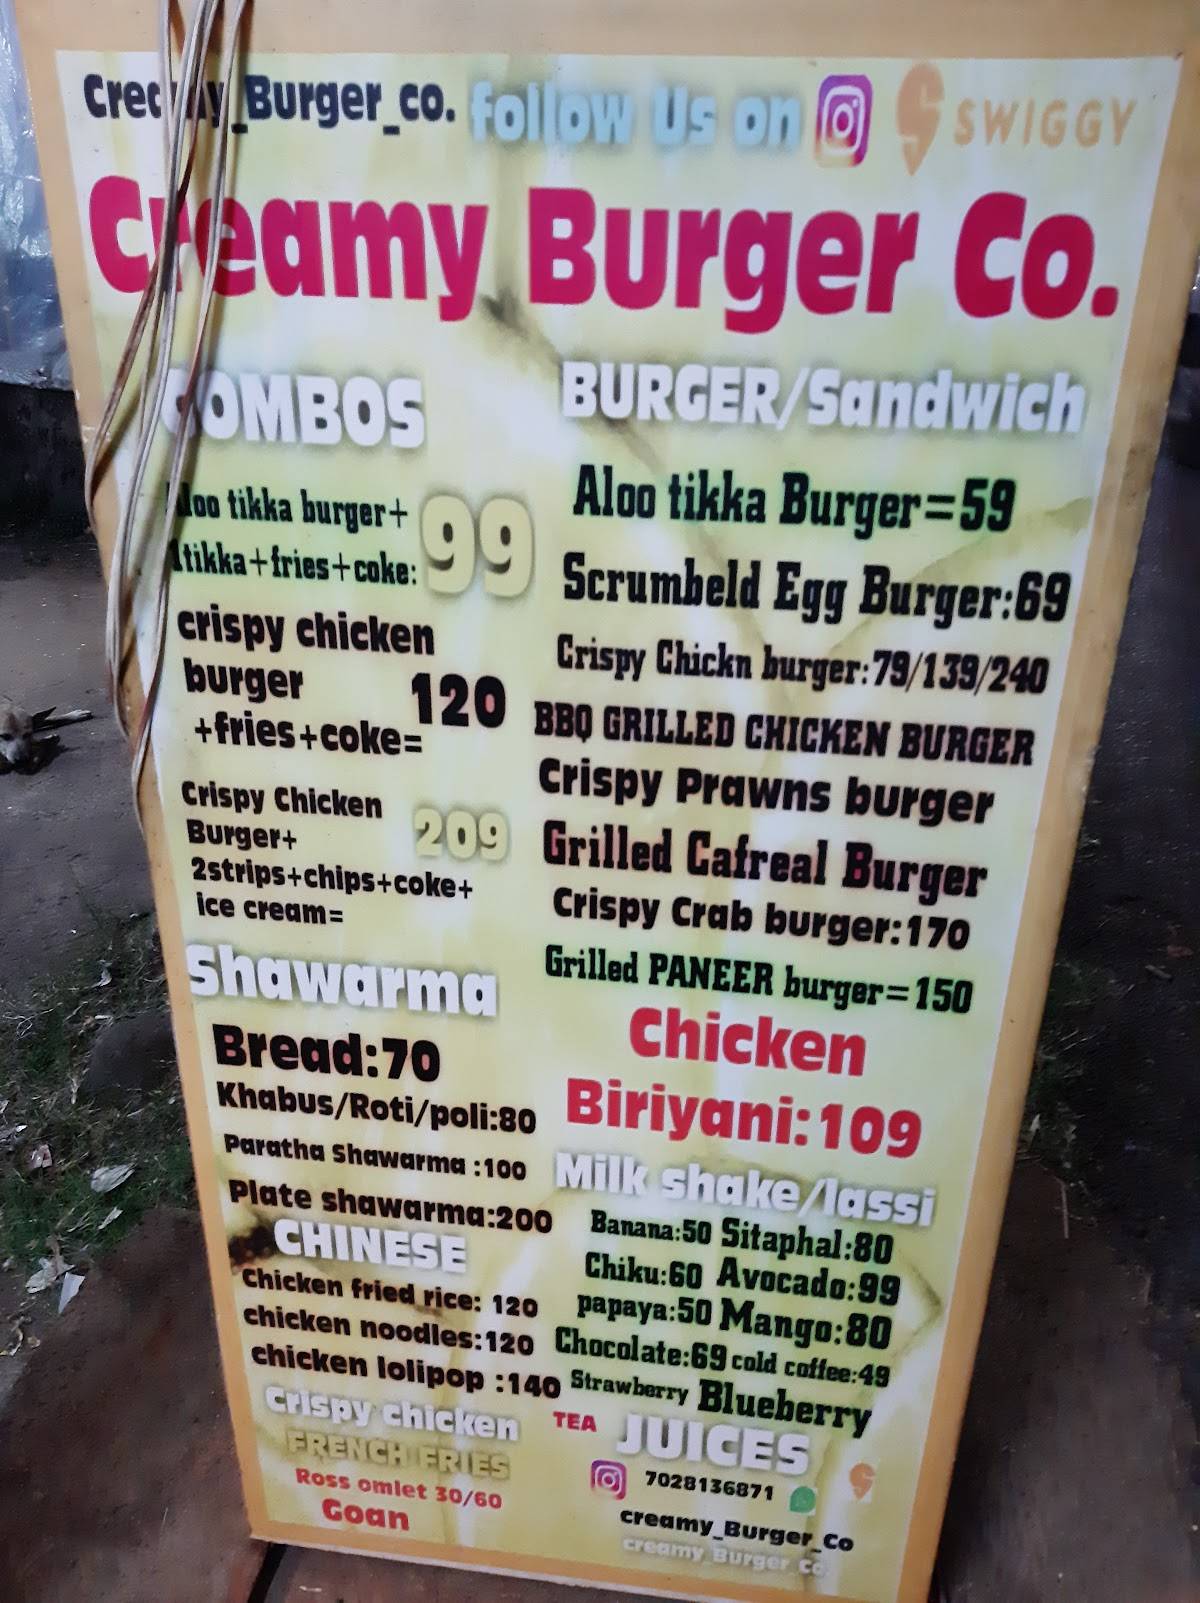 Creamy_Burger_co. follow Us on SWIGGY
Creamy Burger Co.
COMBOS
Aloo tikka burger+
1tikka+fries+coke: 99
crispy chicken
burger
+fries+coke= 120
Crispy Chicken
Burger+
2strips+chips+coke+
ice cream= 209
Shawarma
Bread:70
Khabus/Roti/poli:80
Paratha Shawarma :100
Plate shawarma:200
CHINESE
Chicken fried rice: 120
chicken noodles:120
chicken lolipop :140
Crispy chicken
FRENCH FRIES
Ross omlet 30/60
Goan
BURGER/Sandwich
Aloo tikka Burger=59
Scrumbeld Egg Burger:69
Crispy Chickn burger:79/139/240
BBQ GRILLED CHICKEN BURGER
Crispy Prawns burger
Grilled Cafreal Burger
Crispy Crab burger:170
Grilled PANEER burger=150
Chicken
Biriyani:109
Milk shake/lassi
Banana:50 Sitaphal:80
Chiku:60 Avocado:99
papaya:50 Mango:80
Chocolate:69 cold coffee:49
Strawberry Blueberry
TEA JUICES
7028136871
creamy_Burger_Co
creamy_Burger_Co